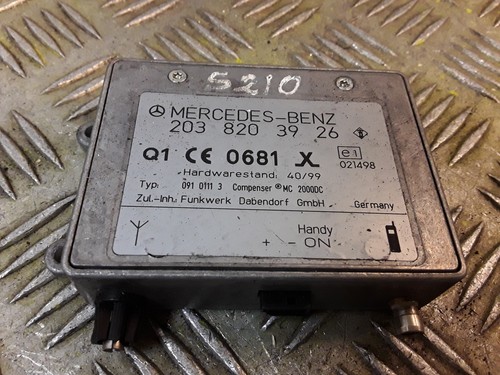 S210
MERCEDES-BENZ
203 820 39 26
Q1 CE 0681 X e1
021498
Hardwarestand: 40/99
Typ: 091 0111 3 Compenser® MC 2000DC
Zul.-Inh: Funkwerk Dabendorf GmbH Germany
Handy
+ - ON